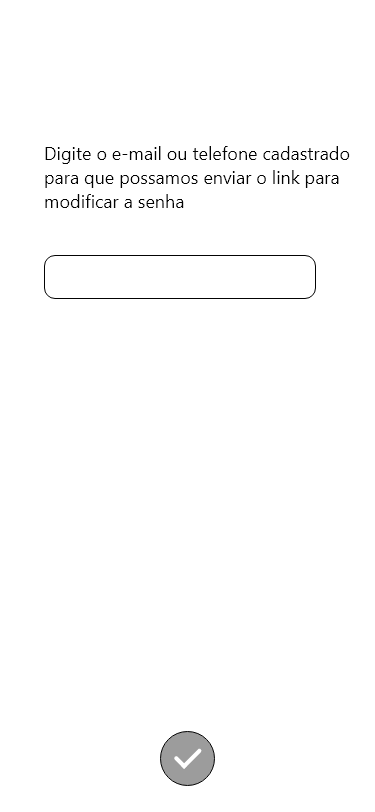 Digite o e-mail ou telefone cadastrado
para que possamos enviar o link para
modificar a senha